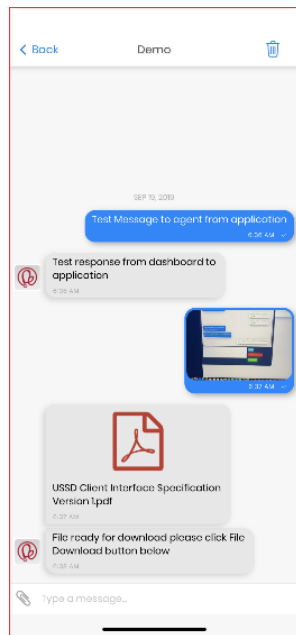 Back
Demo
SEP 19, 2019
Test Message to agent from application
6:36 AM
Test response from dashboard to
application
6:36 AM
6:37 AM
USSD Client Interface Specification
Version 1.pdf
6:37 AM
File ready for download please click File
Download button below
6:38 AM
Type a message...